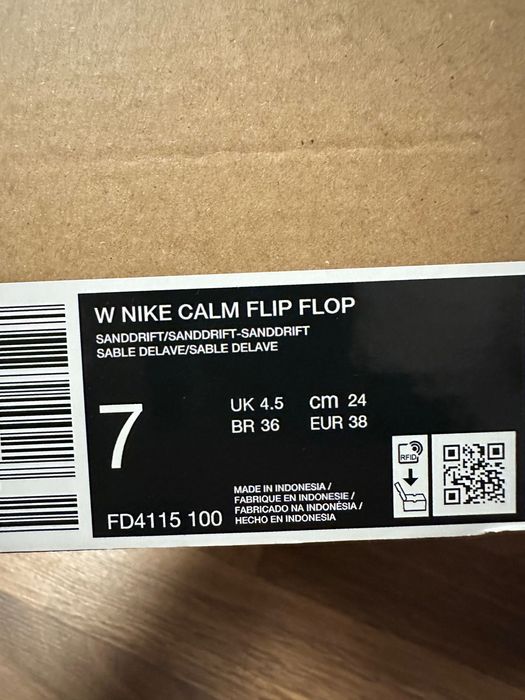 W NIKE CALM FLIP FLOP
SANDDRIFT/SANDDRIFT-SANDDRIFT
SABLE DELAVE/SABLE DELAVE
7
UK 4.5 cm 24
BR 36 EUR 38
RFID
MADE IN INDONESIA /
FABRIQUE EN INDONESIE /
FABRICADO NA INDONÉSIA /
HECHO EN INDONESIA
FD4115 100